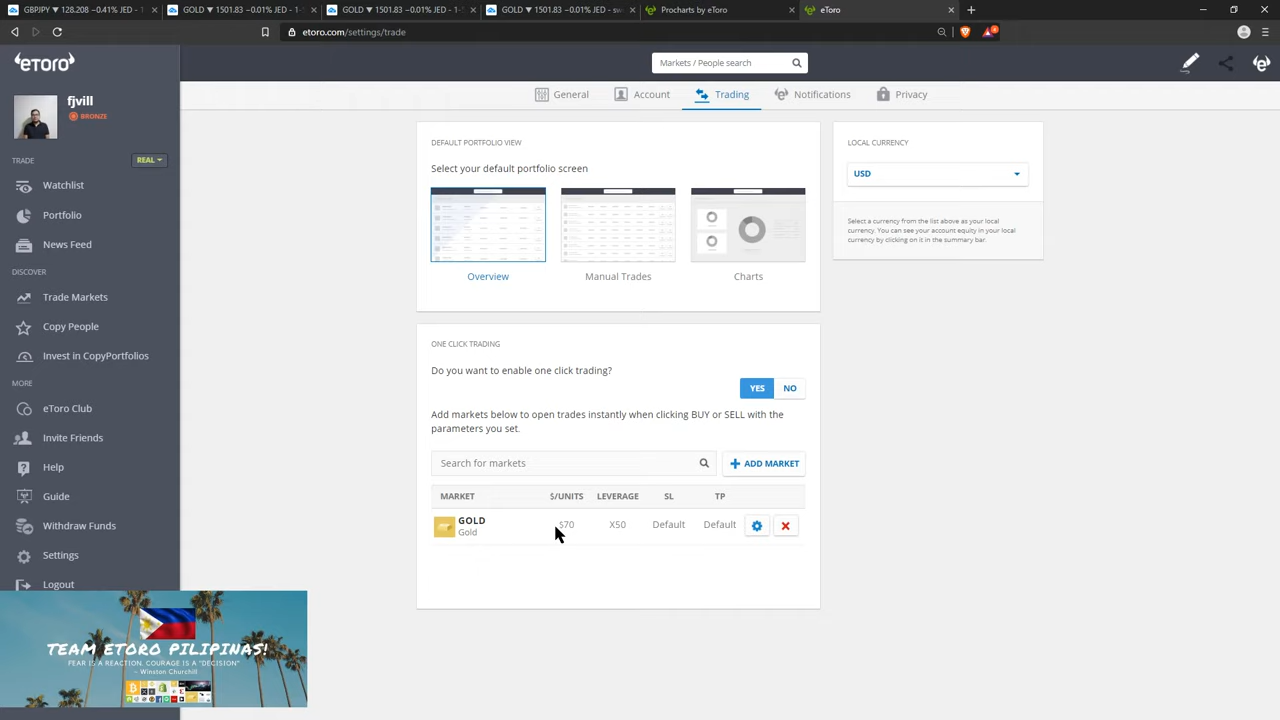 GBPJPY ▼ 128.208 −0.01% JED - 1
GOLD ▼ 1501.83 −0.01% JED - 1
GOLD ▼ 1501.83 −0.01% JED - 1
GOLD ▼ 1501.83 −0.01% JED - sw
Procharts by eToro
eToro
etoro.com/settings/trade
eToro
Markets / People search
fjvill
BRONZE
TRADE
REAL
Watchlist
Portfolio
News Feed
DISCOVER
Trade Markets
Copy People
Invest in CopyPortfolios
MORE
eToro Club
Invite Friends
Help
Guide
Withdraw Funds
Settings
Logout
General
Account
Trading
Notifications
Privacy
DEFAULT PORTFOLIO VIEW
Select your default portfolio screen
Overview
Manual Trades
Charts
LOCAL CURRENCY
USD
Select a currency from the list above as your local
currency. You can see your account equity in your local
currency by clicking on it in the summary bar.
ONE CLICK TRADING
Do you want to enable one click trading?
YES
NO
Add markets below to open trades instantly when clicking BUY or SELL with the
parameters you set.
Search for markets
ADD MARKET
MARKET $/UNITS LEVERAGE SL TP
GOLD
Gold
$70 X50 Default Default
TEAM ETORO PILIPINAS!
FEAR IS A REACTION, COURAGE IS A "DECISION"
– Winston Churchill